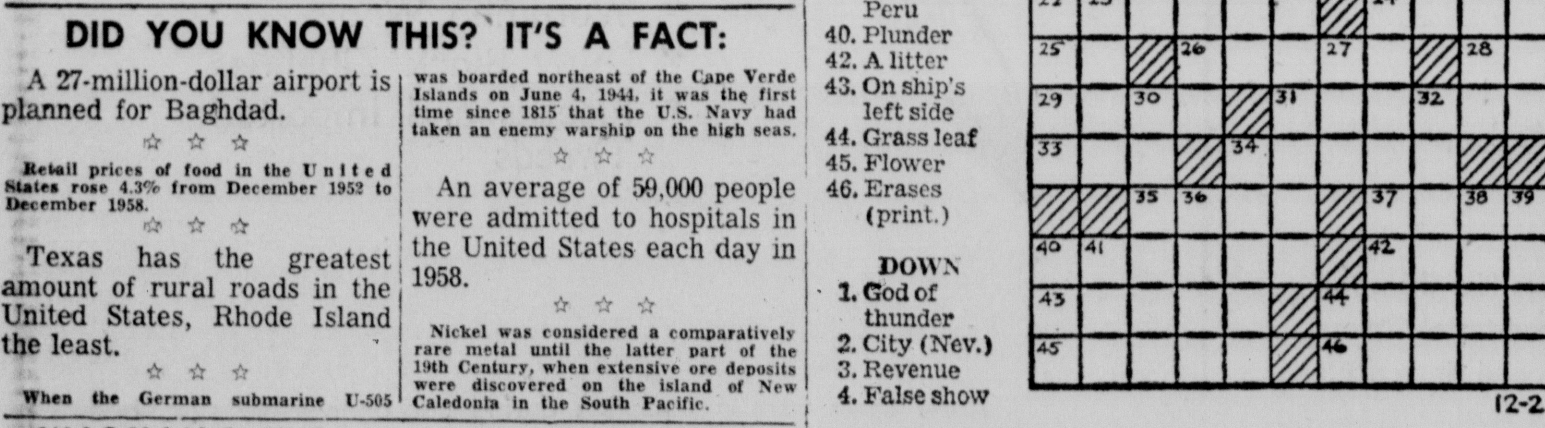 DID YOU KNOW THIS? IT'S A FACT:
A 27-million-dollar airport is
planned for Baghdad.
☆ ☆ ☆
Retail prices of food in the United
States rose 4.3% from December 1952 to
December 1958.
☆ ☆ ☆
Texas has the greatest
amount of rural roads in the
United States, Rhode Island
the least.
☆ ☆ ☆
When the German submarine U-505
was boarded northeast of the Cape Verde
Islands on June 4, 1944, it was the first
time since 1815 that the U.S. Navy had
taken an enemy warship on the high seas.
☆ ☆ ☆
An average of 59,000 people
were admitted to hospitals in
the United States each day in
1958.
☆ ☆ ☆
Nickel was considered a comparatively
rare metal until the latter part of the
19th Century, when extensive ore deposits
were discovered on the island of New
Caledonia in the South Pacific.
Peru
40. Plunder
42. A litter
43. On ship's
left side
44. Grass leaf
45. Flower
46. Erases
(print.)
DOWN
1. God of
thunder
2. City (Nev.)
3. Revenue
4. False show
25 26 27 28
29 30 31 32
33 34
35 36 37 38 39
40 41 42
43 44
45 46
12-2